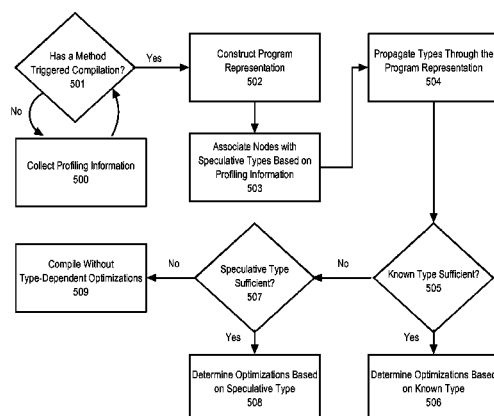 Has a Method
Triggered Compilation?
501
Yes
No
Collect Profiling Information
500
Construct Program
Representation
502
Associate Nodes with
Speculative Types Based on
Profiling Information
503
Propagate Types Through the
Program Representation
504
Known Type Sufficient?
505
No
Yes
Determine Optimizations Based
on Known Type
506
Speculative Type
Sufficient?
507
No
Yes
Determine Optimizations Based
on Speculative Type
508
Compile Without
Type-Dependent Optimizations
509